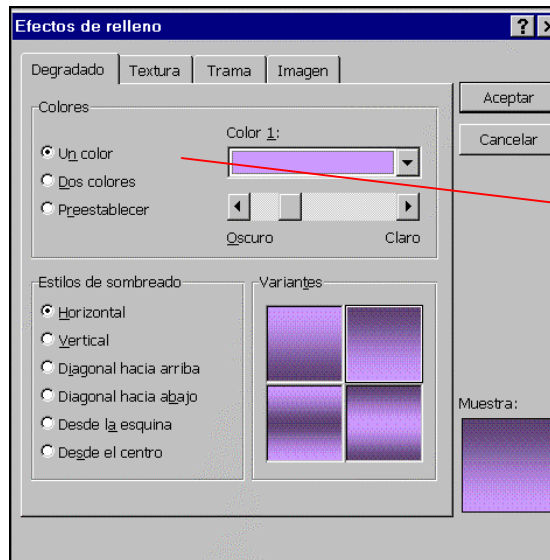 Efectos de relleno
Degradado Textura Trama Imagen
Aceptar
Cancelar
Colores
Un color
Dos colores
Preestablecer
Color 1:
Oscuro Claro
Estilos de sombreado
Horizontal
Vertical
Diagonal hacia arriba
Diagonal hacia abajo
Desde la esquina
Desde el centro
Variantes
Muestra: